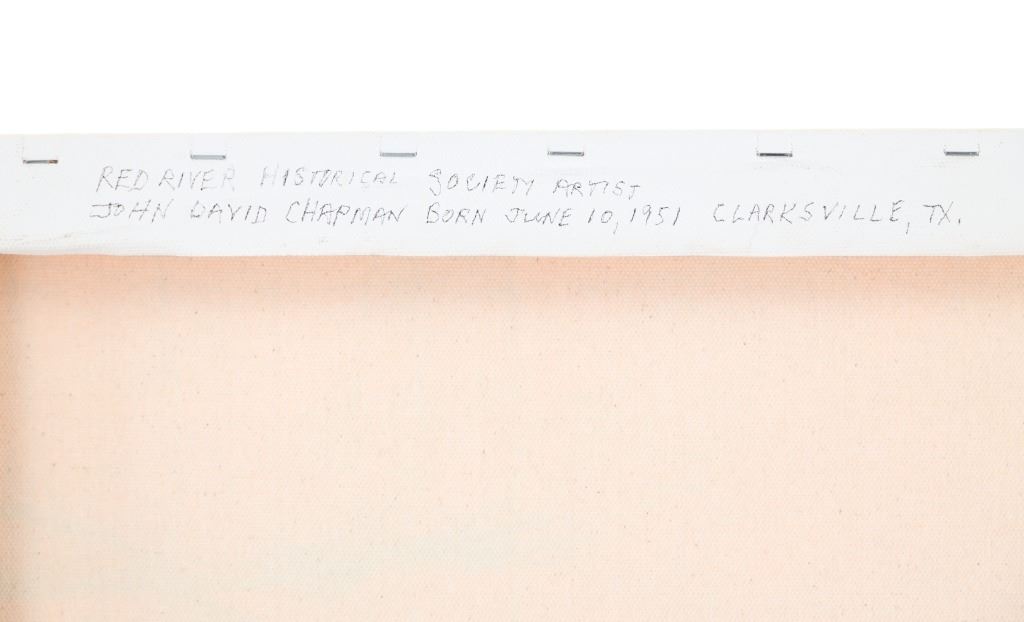 RED RIVER HISTORICAL SOCIETY ARTIST
JOHN DAVID CHAPMAN BORN JUNE 10, 1951 CLARKSVILLE, TX.